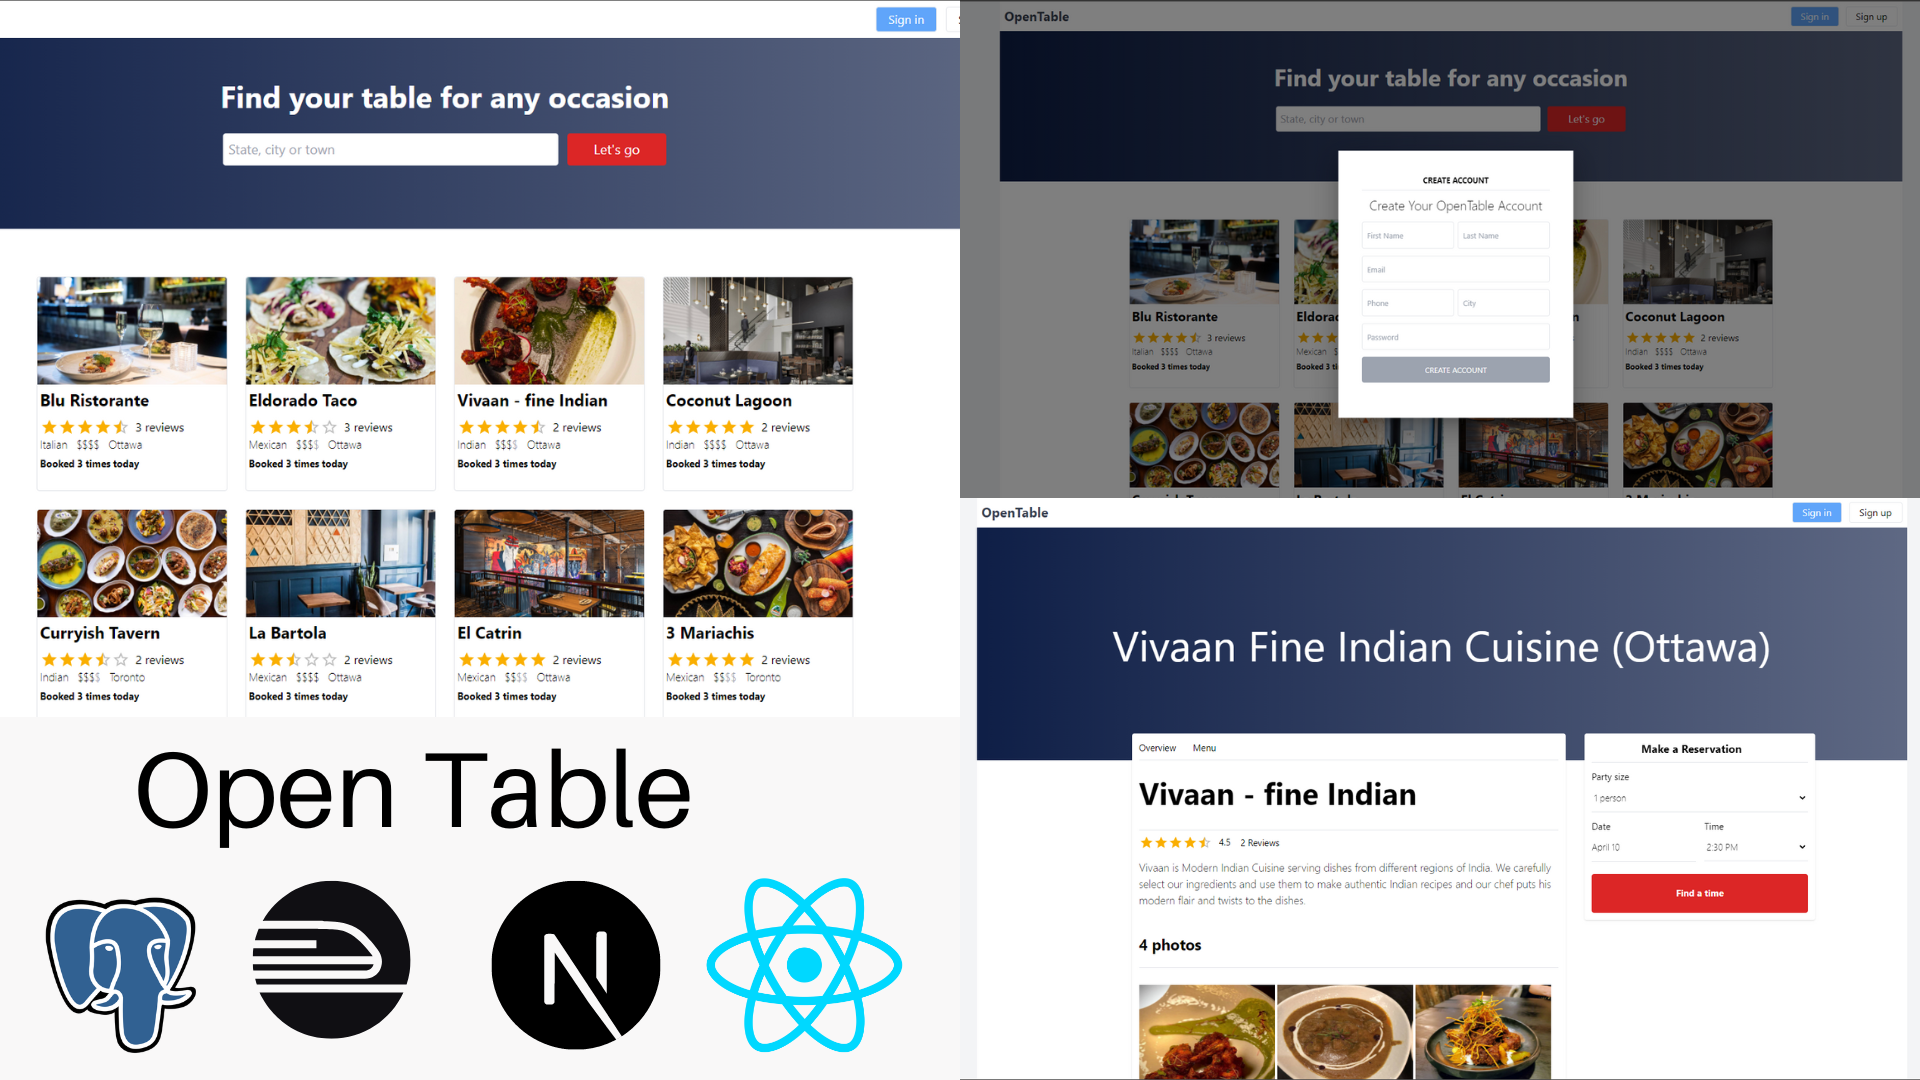 Sign in
Find your table for any occasion
State, city or town
Let's go
Blu Ristorante
3 reviews
Italian $$$$ Ottawa
Booked 3 times today
Eldorado Taco
3 reviews
Mexican $$$$ Ottawa
Booked 3 times today
Vivaan - fine Indian
2 reviews
Indian $$$$ Ottawa
Booked 3 times today
Coconut Lagoon
2 reviews
Indian $$$$ Ottawa
Booked 3 times today
Curryish Tavern
2 reviews
Indian $$$$ Toronto
Booked 3 times today
La Bartola
2 reviews
Mexican $$$$ Ottawa
Booked 3 times today
El Catrin
2 reviews
Mexican $$$$ Ottawa
Booked 3 times today
3 Mariachis
2 reviews
Mexican $$$$ Toronto
Booked 3 times today
Open Table
OpenTable
Sign in
Sign up
Find your table for any occasion
State, city or town
Let's go
CREATE ACCOUNT
Create Your OpenTable Account
First Name
Last Name
Email
Phone
City
Password
CREATE ACCOUNT
Blu Ristorante
3 reviews
Italian $$$$ Ottawa
Booked 3 times today
Coconut Lagoon
2 reviews
Indian $$$$ Ottawa
Booked 3 times today
OpenTable
Sign in
Sign up
Vivaan Fine Indian Cuisine (Ottawa)
Overview Menu
Vivaan - fine Indian
4.5 2 Reviews
Vivaan is Modern Indian Cuisine serving dishes from different regions of India. We carefully
select our ingredients and use them to make authentic Indian recipes and our chef puts his
modern flair and twists to the dishes.
4 photos
Make a Reservation
Party size
1 person
Date
Time
April 10
2:30 PM
Find a time